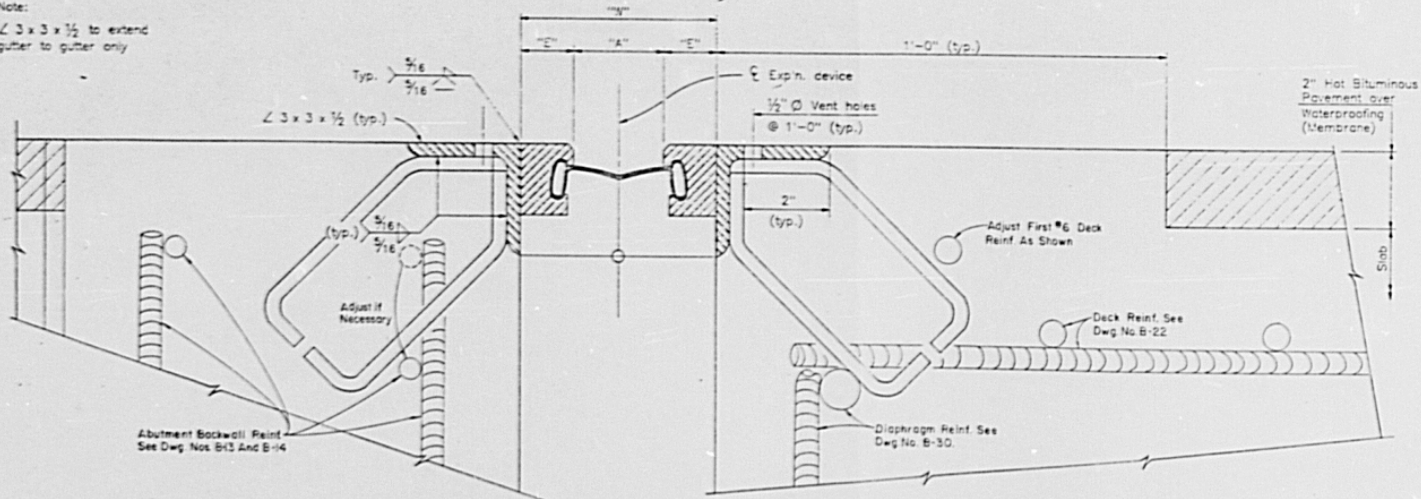 Note:
∠ 3 x 3 x ½ to extend
gutter to gutter only
"N"
"E"
"A"
"E"
1'-0" (typ.)
Typ.
5/16
5/16
℄ Exp'n. device
½" Ø Vent holes
@ 1'-0" (typ.)
2" Hot Bituminous
Pavement over
Waterproofing
(Membrane)
∠ 3 x 3 x ½ (typ.)
2"
(typ.)
5/16
(typ.)
5/16
Adjust First #6 Deck
Reinf. As Shown
Slab
Adjust if
Necessary
Deck Reinf. See
Dwg. No. B-22
Abutment Backwall Reinf.
See Dwg. Nos. B-13 And B-14
Diaphragm Reinf. See
Dwg. No. B-30.